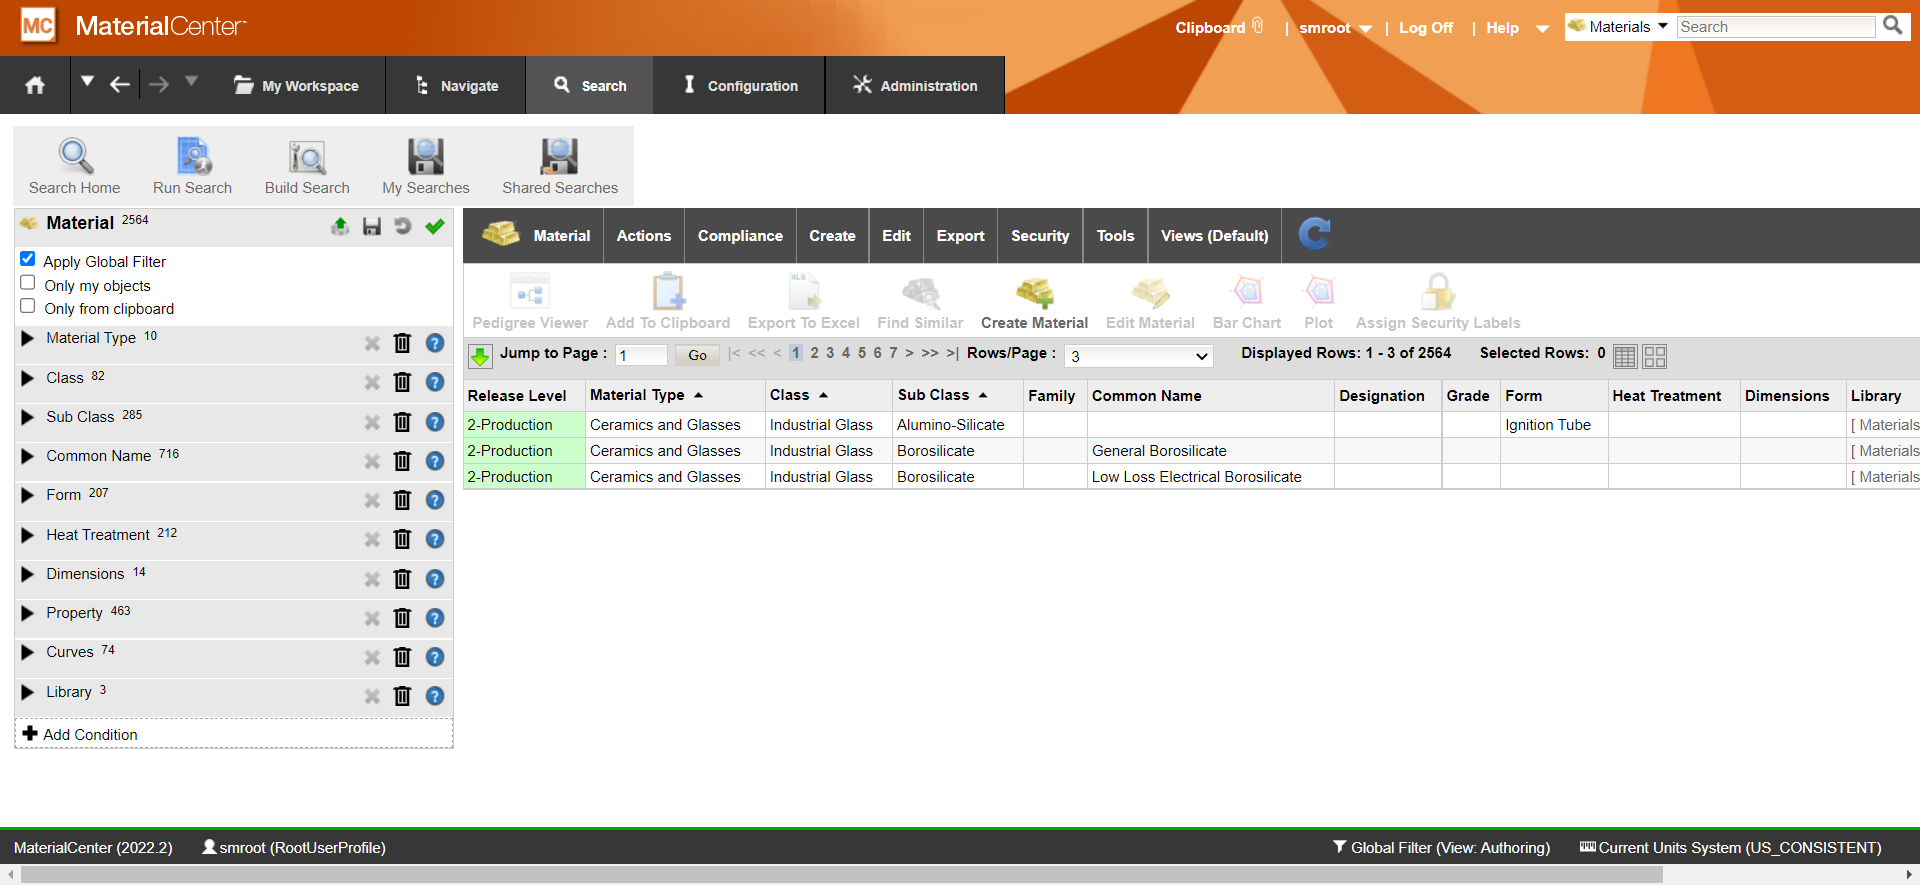 MC MaterialCenter
Clipboard | smroot | Log Off | Help Materials Search
My Workspace Navigate Search Configuration Administration
Search Home Run Search Build Search My Searches Shared Searches
Material 2564
Apply Global Filter
Only my objects
Only from clipboard
Material Type 10
Class 82
Sub Class 285
Common Name 716
Form 207
Heat Treatment 212
Dimensions 14
Property 463
Curves 74
Library 3
Add Condition
Material Actions Compliance Create Edit Export Security Tools Views (Default)
Pedigree Viewer Add To Clipboard Export To Excel Find Similar Create Material Edit Material Bar Chart Plot Assign Security Labels
Jump to Page : 1 Go |< << < 1 2 3 4 5 6 7 > >> >| Rows/Page : 3 Displayed Rows: 1 - 3 of 2564 Selected Rows: 0
Release Level Material Type Class Sub Class Family Common Name Designation Grade Form Heat Treatment Dimensions Library
2-Production Ceramics and Glasses Industrial Glass Alumino-Silicate Ignition Tube [ Materials
2-Production Ceramics and Glasses Industrial Glass Borosilicate General Borosilicate [ Materials
2-Production Ceramics and Glasses Industrial Glass Borosilicate Low Loss Electrical Borosilicate [ Materials
MaterialCenter (2022.2) smroot (RootUserProfile) Global Filter (View: Authoring) Current Units System (US_CONSISTENT)